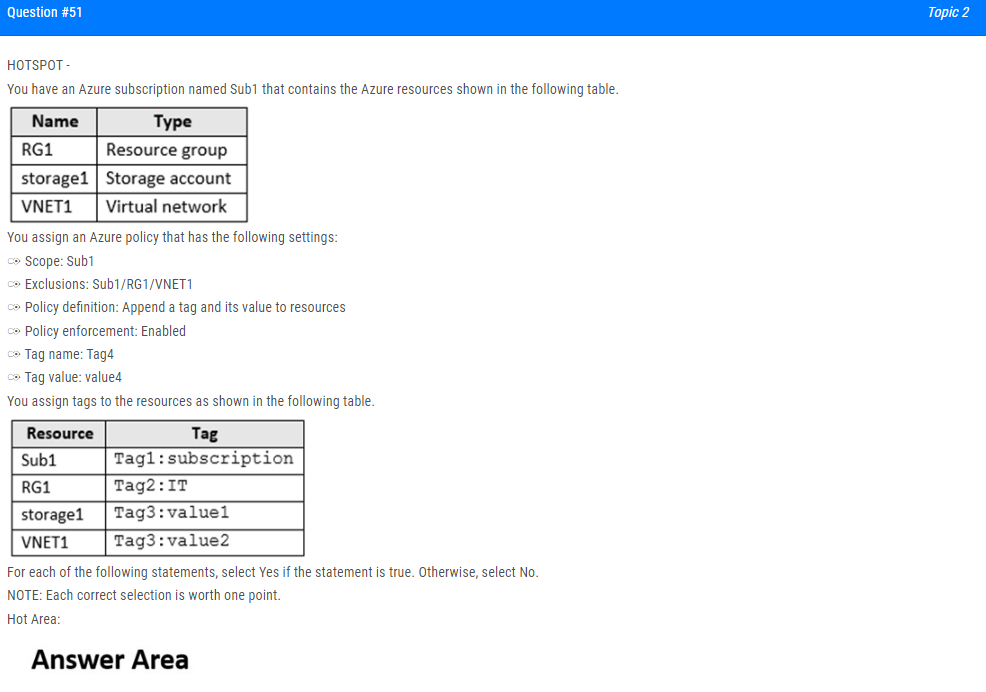 Question #51
Topic 2
HOTSPOT -
You have an Azure subscription named Sub1 that contains the Azure resources shown in the following table.
Name Type
RG1 Resource group
storage1 Storage account
VNET1 Virtual network
You assign an Azure policy that has the following settings:
Scope: Sub1
Exclusions: Sub1/RG1/VNET1
Policy definition: Append a tag and its value to resources
Policy enforcement: Enabled
Tag name: Tag4
Tag value: value4
You assign tags to the resources as shown in the following table.
Resource Tag
Sub1 Tag1:subscription
RG1 Tag2:IT
storage1 Tag3:value1
VNET1 Tag3:value2
For each of the following statements, select Yes if the statement is true. Otherwise, select No.
NOTE: Each correct selection is worth one point.
Hot Area:
Answer Area